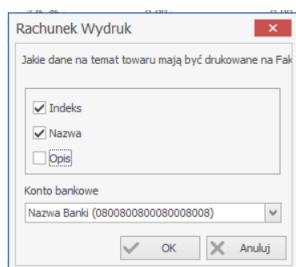 Rachunek Wydruk
Jakie dane na temat towaru mają być drukowane na Fak
Indeks
Nazwa
Opis
Konto bankowe
Nazwa Banki (0800800800080008008)
OK
Anuluj